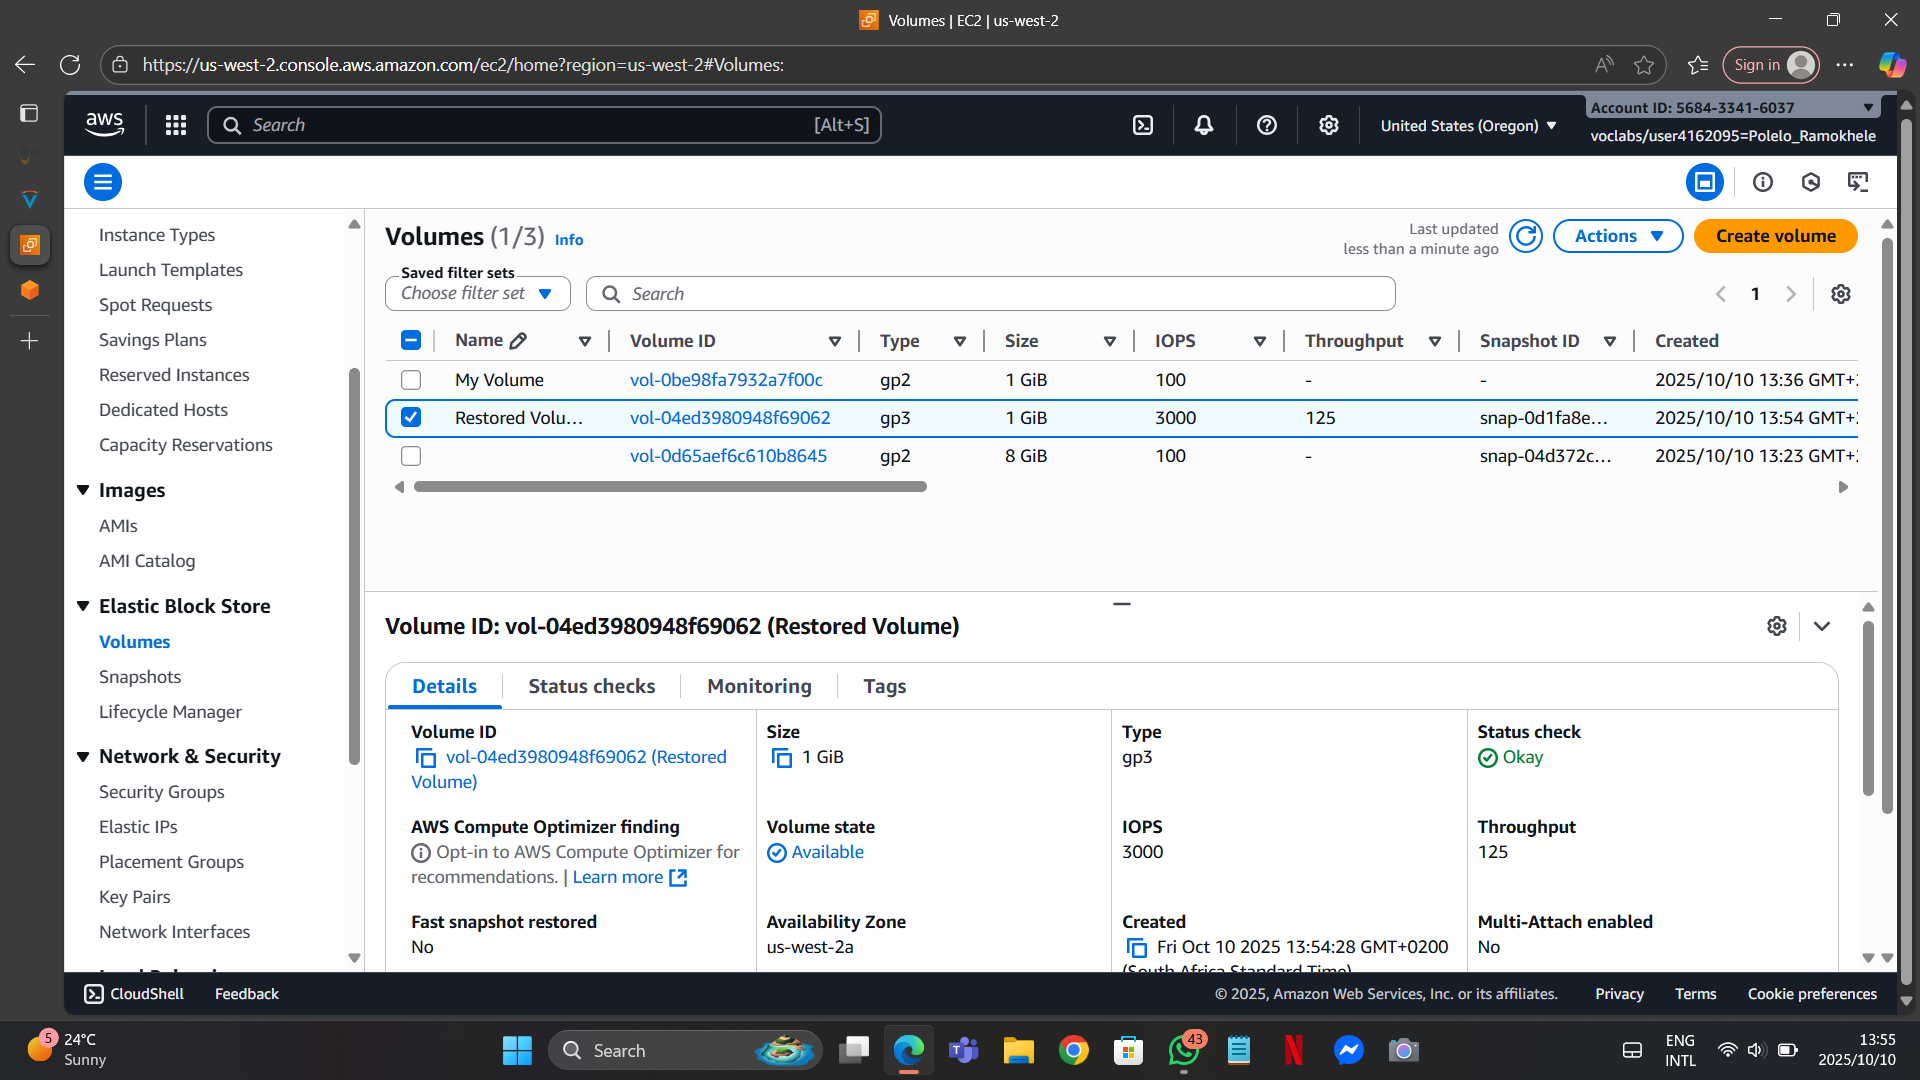 Volumes | EC2 | us-west-2
https://us-west-2.console.aws.amazon.com/ec2/home?region=us-west-2#Volumes:
Sign in
aws
Search [Alt+S]
United States (Oregon)
Account ID: 5684-3341-6037
voclabs/user4162095=Polelo_Ramokhele
Instance Types
Launch Templates
Spot Requests
Savings Plans
Reserved Instances
Dedicated Hosts
Capacity Reservations
Images
AMIs
AMI Catalog
Elastic Block Store
Volumes
Snapshots
Lifecycle Manager
Network & Security
Security Groups
Elastic IPs
Placement Groups
Key Pairs
Network Interfaces
Volumes (1/3) Info
Last updated
less than a minute ago
Actions
Create volume
Saved filter sets
Choose filter set
Search
1
Name Volume ID Type Size IOPS Throughput Snapshot ID Created
My Volume vol-0be98fa7932a7f00c gp2 1 GiB 100 - - 2025/10/10 13:36 GMT+
Restored Volu... vol-04ed3980948f69062 gp3 1 GiB 3000 125 snap-0d1fa8e... 2025/10/10 13:54 GMT+
vol-0d65aef6c610b8645 gp2 8 GiB 100 - snap-04d372c... 2025/10/10 13:23 GMT+
Volume ID: vol-04ed3980948f69062 (Restored Volume)
Details Status checks Monitoring Tags
Volume ID
vol-04ed3980948f69062 (Restored
Volume)
Size
1 GiB
Type
gp3
Status check
Okay
AWS Compute Optimizer finding
Opt-in to AWS Compute Optimizer for
recommendations. | Learn more
Volume state
Available
IOPS
3000
Throughput
125
Fast snapshot restored
No
Availability Zone
us-west-2a
Created
Fri Oct 10 2025 13:54:28 GMT+0200
(South Africa Standard Time)
Multi-Attach enabled
No
CloudShell Feedback
© 2025, Amazon Web Services, Inc. or its affiliates. Privacy Terms Cookie preferences
5
24°C
Sunny
Search
43
ENG
INTL
13:55
2025/10/10